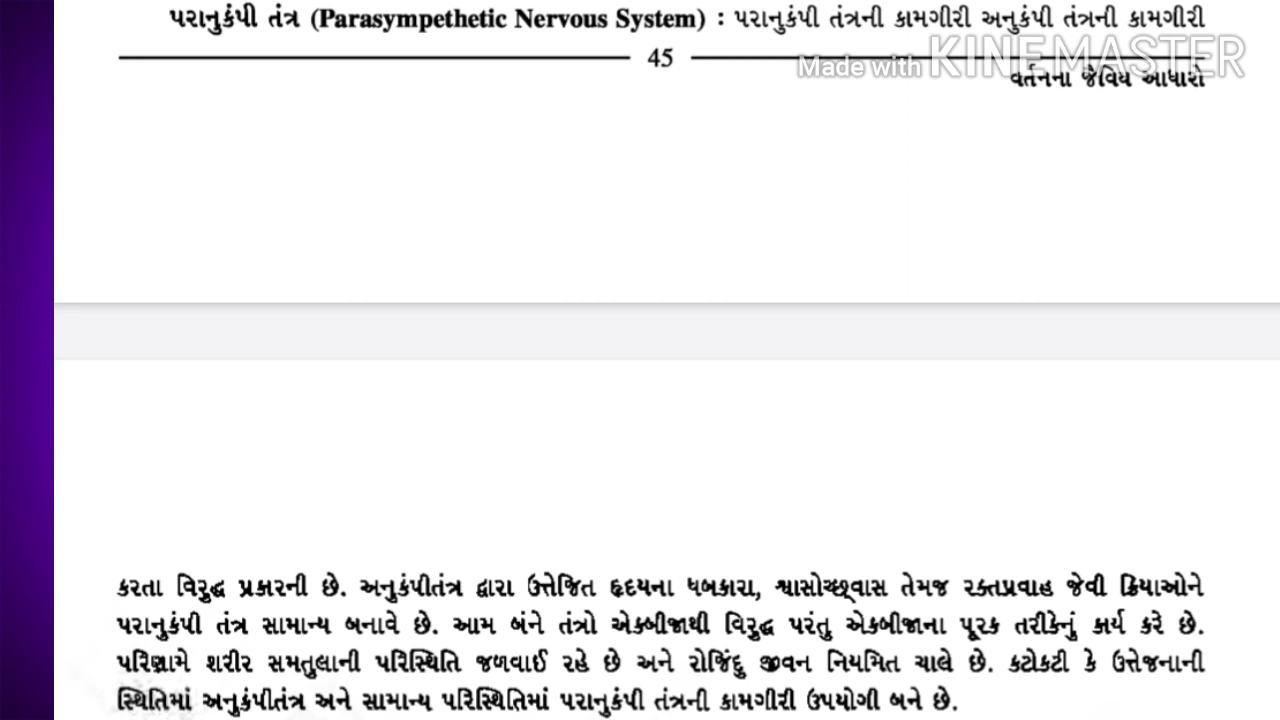 પરાનુકંપી તંત્ર (Parasympethetic Nervous System) : પરાનુકંપી તંત્રની કામગીરી અનુકંપી તંત્રની કામગીરી
45
Made with KINEMASTER
વર્તનના જૈવિય આધારો
કરતા વિરુદ્ધ પ્રકારની છે. અનુકંપીતંત્ર દ્વારા ઉત્તેજિત હૃદયના ધબકારા, શ્વાસોચ્છ્વાસ તેમજ રક્તપ્રવાહ જેવી ક્રિયાઓને
પરાનુકંપી તંત્ર સામાન્ય બનાવે છે. આમ બંને તંત્રો એકબીજાથી વિરુદ્ધ પરંતુ એકબીજાના પૂરક તરીકેનું કાર્ય કરે છે.
પરિણામે શરીર સમતુલાની પરિસ્થિતિ જળવાઈ રહે છે અને રોજિંદુ જીવન નિયમિત ચાલે છે. કટોકટી કે ઉત્તેજનાની
સ્થિતિમાં અનુકંપીતંત્ર અને સામાન્ય પરિસ્થિતિમાં પરાનુકંપી તંત્રની કામગીરી ઉપયોગી બને છે.